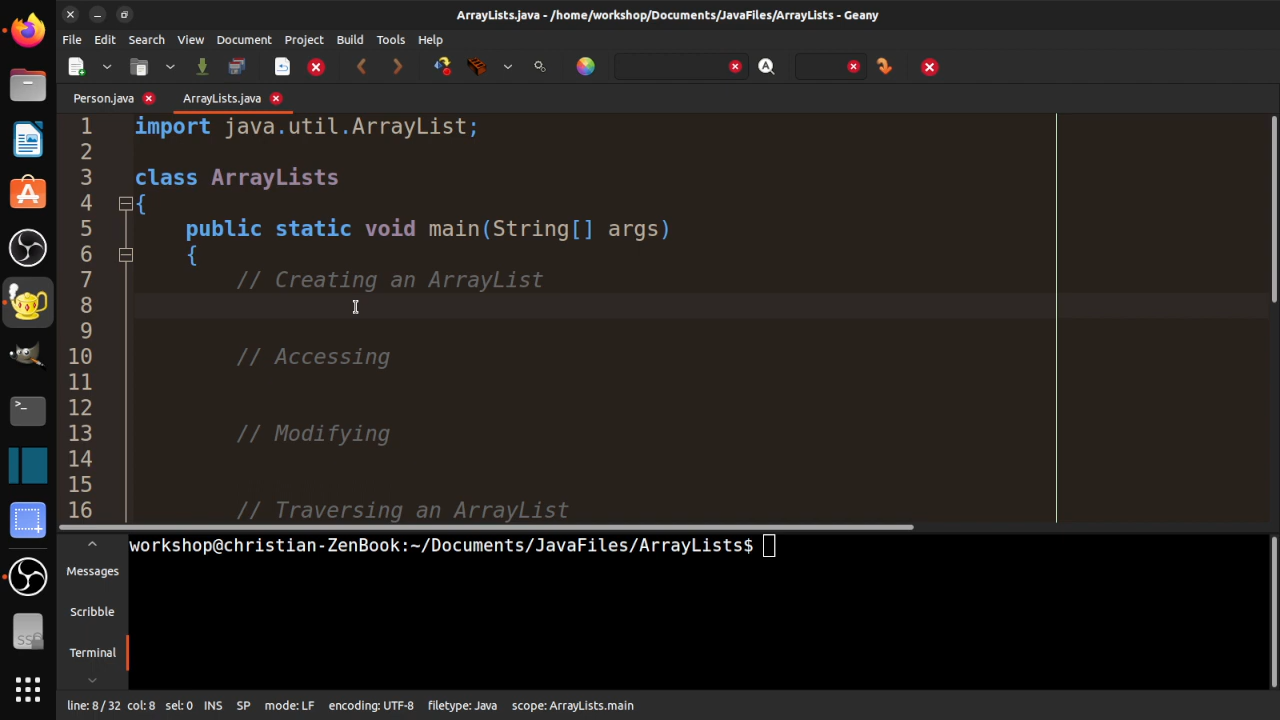 ArrayLists.java - /home/workshop/Documents/JavaFiles/ArrayLists - Geany
File Edit Search View Document Project Build Tools Help
Person.java ArrayLists.java
1 import java.util.ArrayList;
2
3 class ArrayLists
4 {
5 public static void main(String[] args)
6 {
7 // Creating an ArrayList
8
9
10 // Accessing
11
12
13 // Modifying
14
15
16 // Traversing an ArrayList
Messages
Scribble
Terminal
workshop@christian-ZenBook:~/Documents/JavaFiles/ArrayLists$
line: 8 / 32 col: 8 sel: 0 INS SP mode: LF encoding: UTF-8 filetype: Java scope: ArrayLists.main